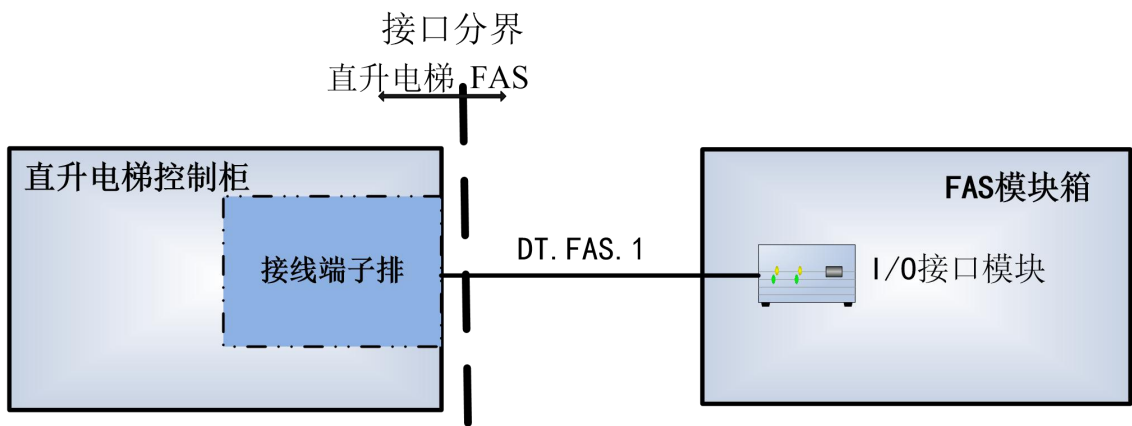 接口分界
直升电梯 FAS
直升电梯控制柜
FAS模块箱
接线端子排
DT.FAS.1
I/O接口模块